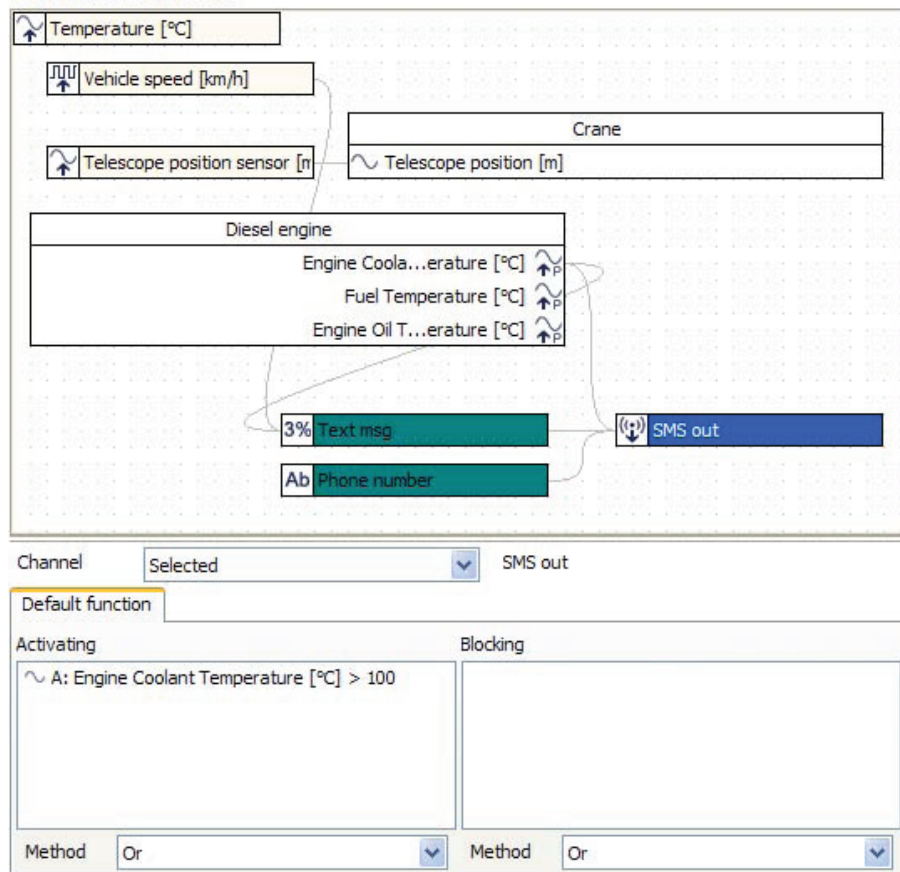 Temperature [°C]
Vehicle speed [km/h]
Crane
Telescope position sensor [m
Telescope position [m]
Diesel engine
Engine Coola...erature [°C]
P
Fuel Temperature [°C]
P
Engine Oil T...erature [°C]
P
3% Text msg
SMS out
Ab Phone number
Channel Selected SMS out
Default function
Activating Blocking
A: Engine Coolant Temperature [°C] > 100
Method Or Method Or